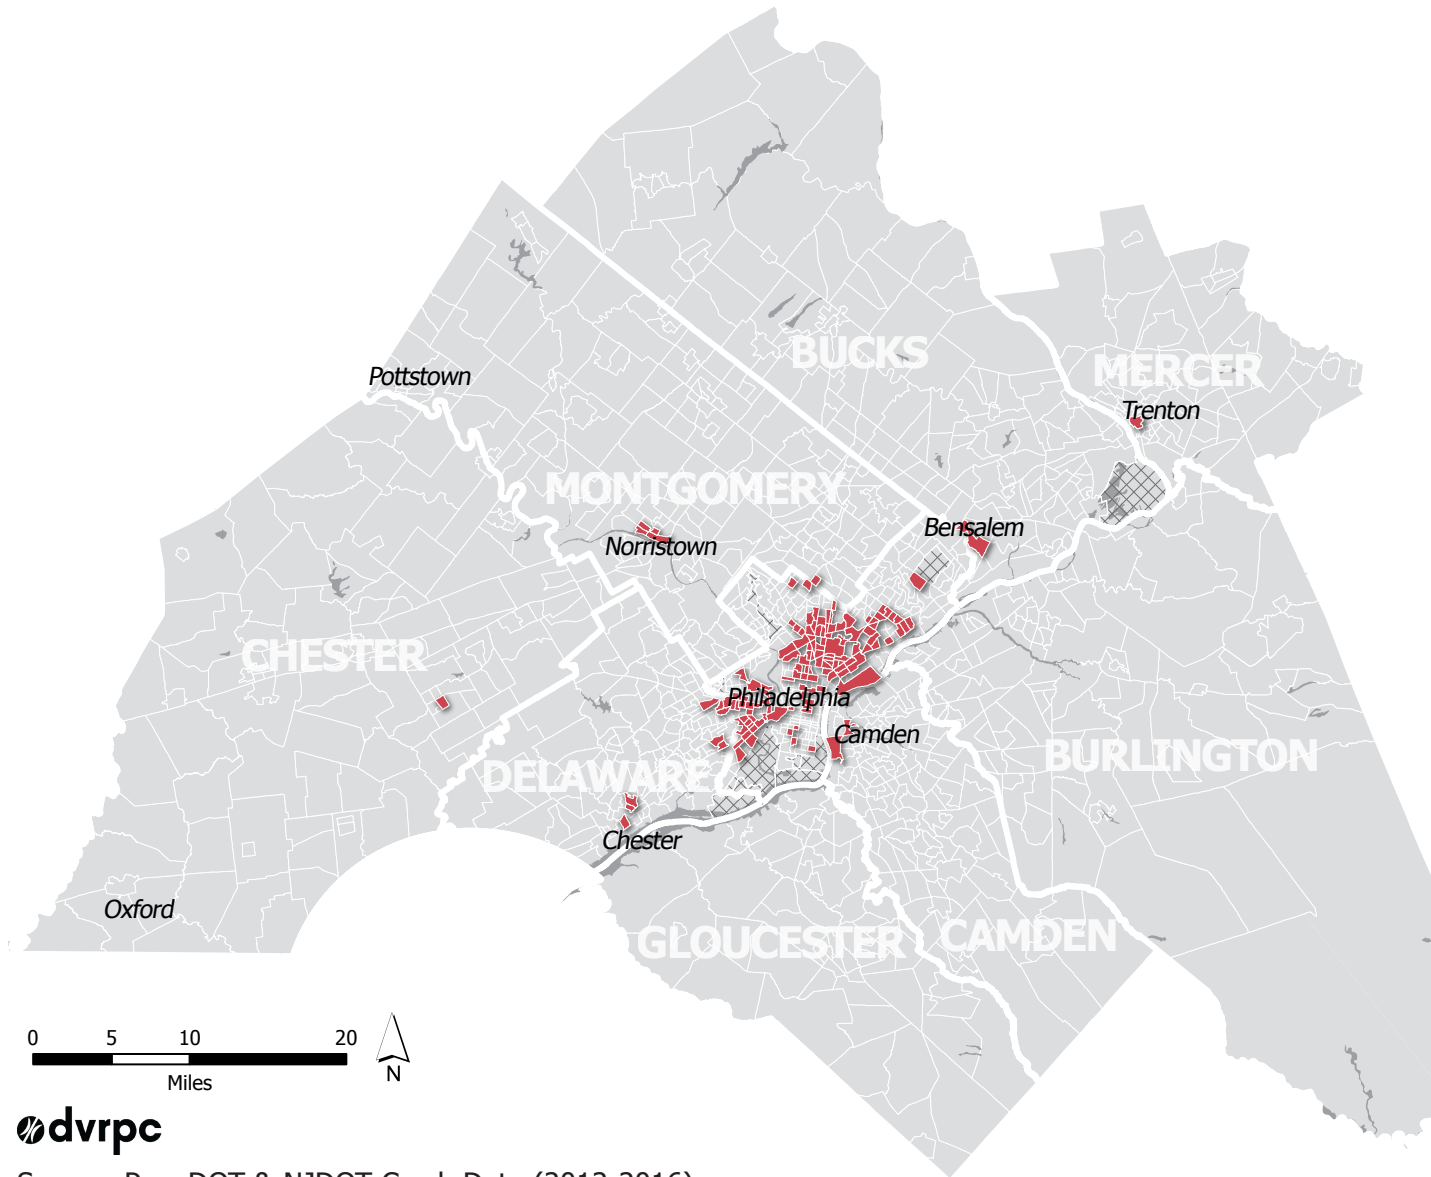 BUCKS
MERCER
Pottstown
Trenton
MONTGOMERY
Bensalem
Norristown
CHESTER
Philadelphia
Camden
BURLINGTON
DELAWARE
Chester
Oxford
GLOUCESTER
CAMDEN
0 5 10 20
Miles
N
dvrpc